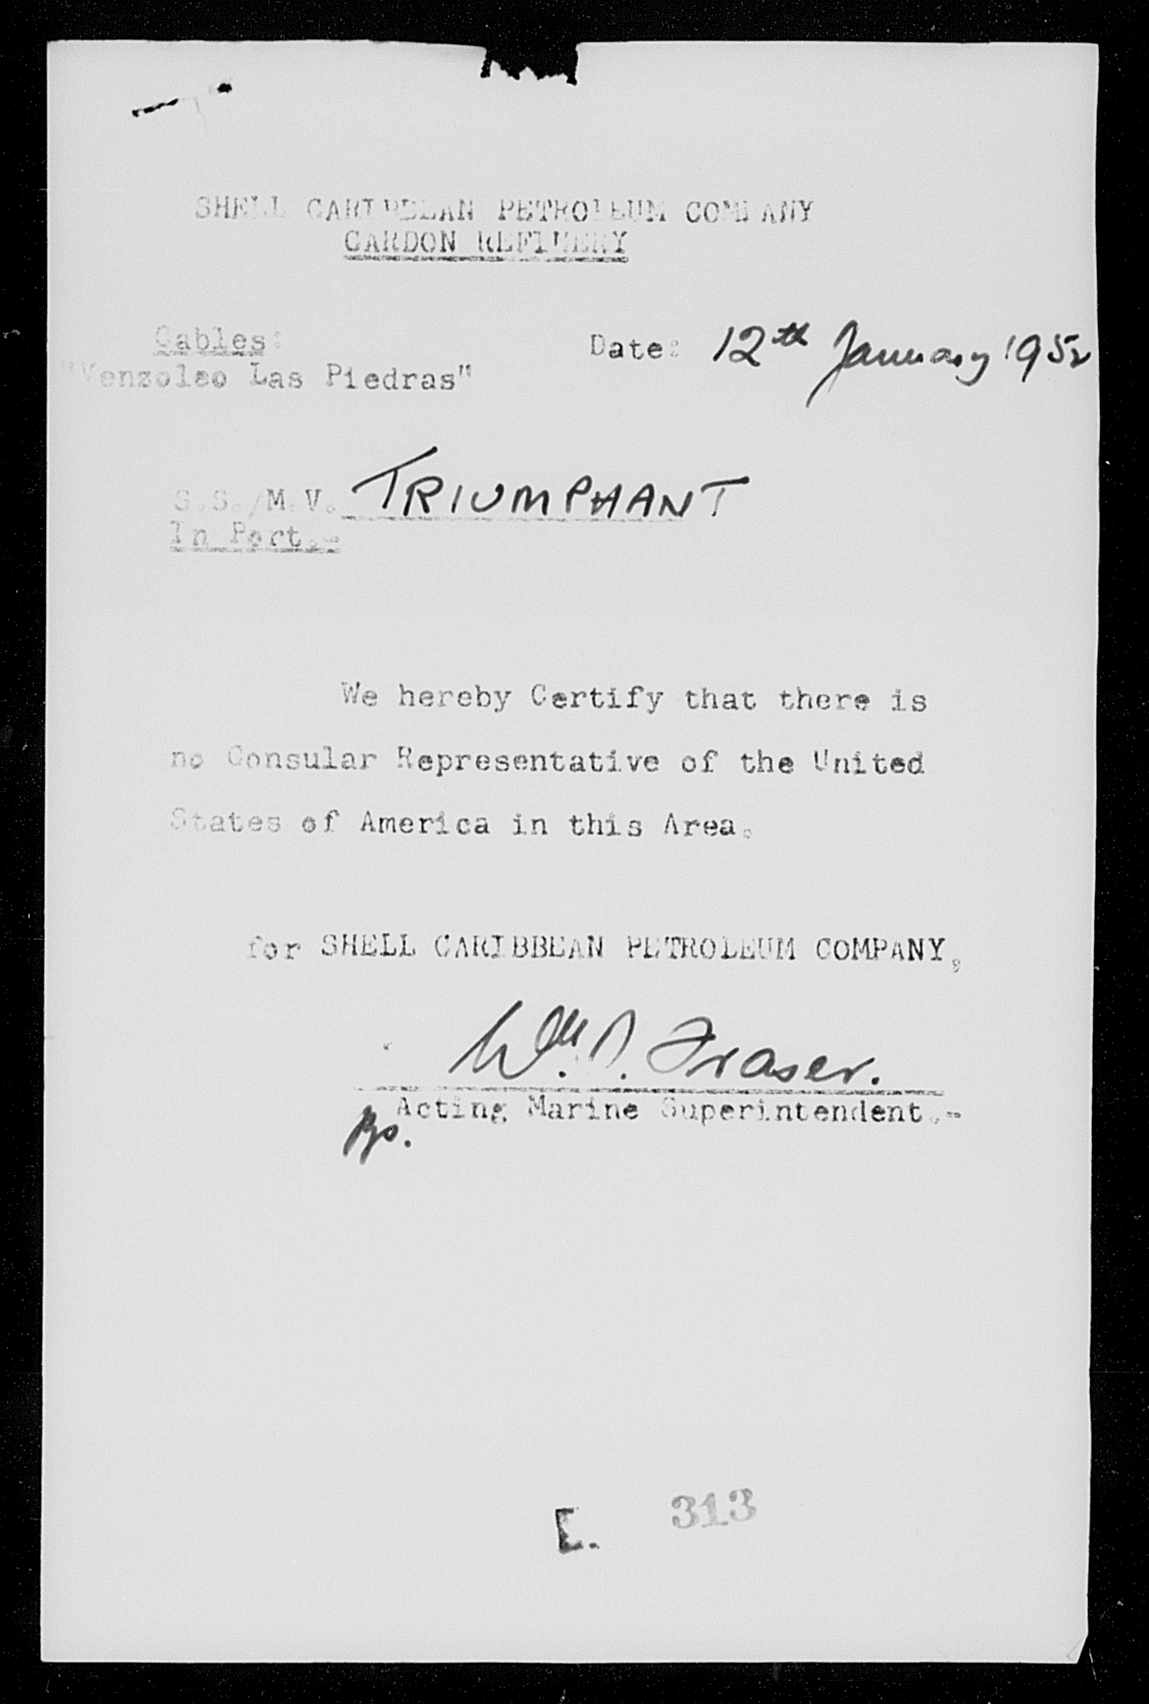 SHELL CARIBBEAN PETROLEUM COMPANY
CARDON REFINERY
Cables:
Date: 12th January 1952
"Venzoleo Las Piedras"
S.S./M.V. TRIUMPHANT
In Port.-
We hereby Certify that there is
no Consular Representative of the United
States of America in this Area.
for SHELL CARIBBEAN PETROLEUM COMPANY,
Wm. Fraser.
Acting Marine Superintendent.-
313